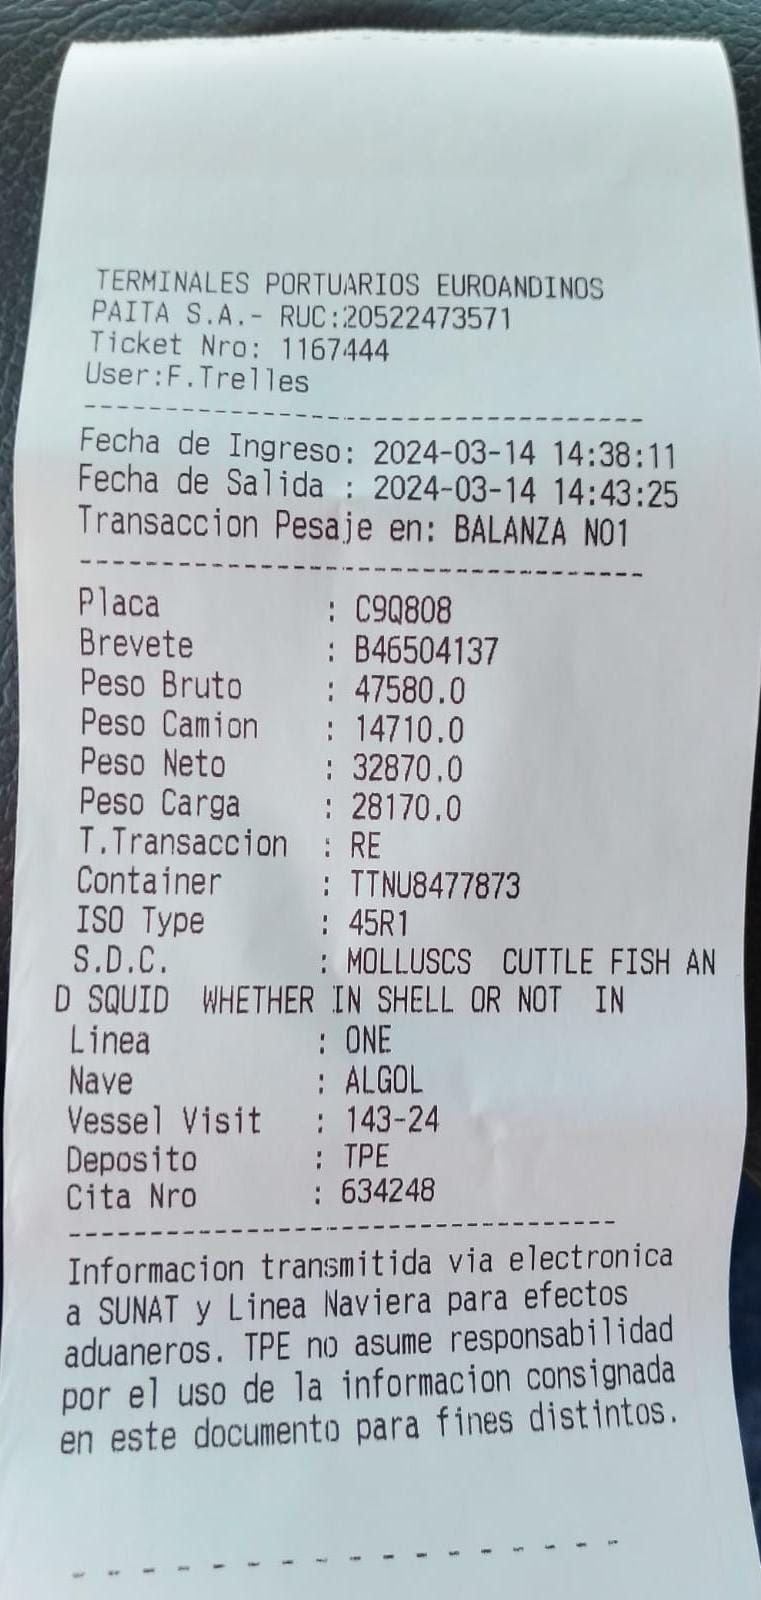 TERMINALES PORTUARIOS EUROANDINOS
PAITA S.A.- RUC:20522473571
Ticket Nro: 1167444
User:F.Trelles
Fecha de Ingreso: 2024-03-14 14:38:11
Fecha de Salida : 2024-03-14 14:43:25
Transaccion Pesaje en: BALANZA NO1
Placa : C9Q808
Brevete : B46504137
Peso Bruto : 47580.0
Peso Camion : 14710.0
Peso Neto : 32870.0
Peso Carga : 28170.0
T.Transaccion : RE
Container : TTNU8477873
ISO Type : 45R1
S.D.C. : MOLLUSCS CUTTLE FISH AN
D SQUID WHETHER IN SHELL OR NOT IN
Linea : ONE
Nave : ALGOL
Vessel Visit : 143-24
Deposito : TPE
Cita Nro : 634248
Informacion transmitida via electronica
a SUNAT y Linea Naviera para efectos
aduaneros. TPE no asume responsabilidad
por el uso de la informacion consignada
en este documento para fines distintos.